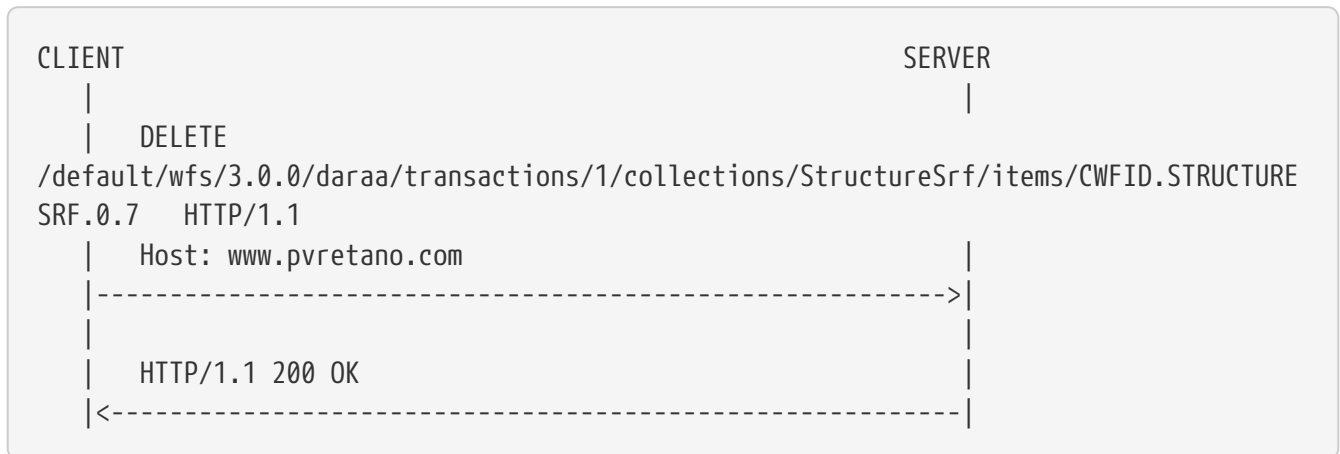 CLIENT                                                     SERVER
   |                                                           |
   |   DELETE
/default/wfs/3.0.0/daraa/transactions/1/collections/StructureSrf/items/CWFID.STRUCTURE
SRF.0.7   HTTP/1.1
   |   Host: www.pvretano.com                                  |
   |---------------------------------------------------------->|
   |                                                           |
   |   HTTP/1.1 200 OK                                         |
   |<----------------------------------------------------------|